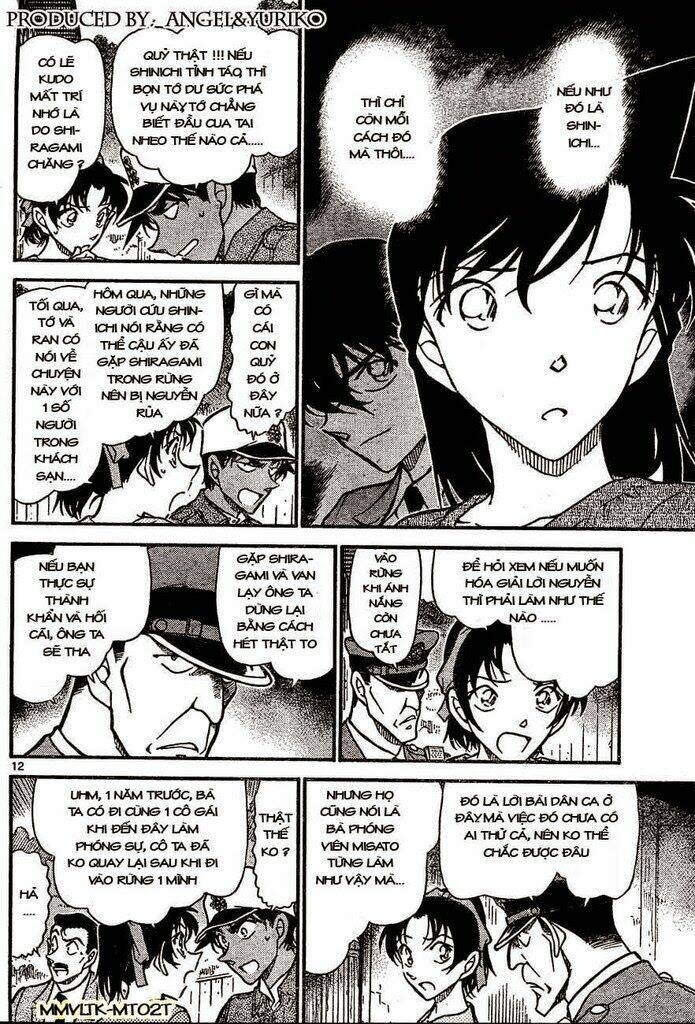 PRODUCED BY: ANGEL&YURIKO
NẾU NHƯ
ĐÓ LÀ
SHIN-
ICHI...
THÌ CHỈ
CÒN MỖI
CÁCH ĐÓ
MÀ THÔI....
QUỶ THẬT !!! NẾU
SHINICHI TỈNH TÁO, THÌ
BỌN TỚ DƯ SỨC PHÁ
VỤ NÀY, TỚ CHẲNG
BIẾT ĐẦU CUA TAI
NHEO THẾ NÀO CẢ.....
CÓ LẼ
KUDO
MẤT TRÍ
NHỚ LÀ
DO SHI-
RAGAMI
CHĂNG ?
GÌ MÀ
CÓ
CÁI
CON
QUỶ
ĐÓ Ở
ĐÂY
NỮA ?
HÔM QUA, NHỮNG
NGƯỜI CỨU SHIN-
ICHI NÓI RẰNG CÓ
THỂ CẬU ẤY ĐÃ
GẶP SHIRAGAMI
TRONG RỪNG
NÊN BỊ NGUYỀN
RỦA
TỐI QUA,
TỚ VÀ
RAN CÓ
NÓI VỀ
CHUYỆN
NÀY VỚI
1 SỐ
NGƯỜI
TRONG
KHÁCH
SẠN....
ĐỂ HỎI XEM NẾU MUỐN
HÓA GIẢI LỜI NGUYỀN
THÌ PHẢI LÀM NHƯ THẾ
NÀO .....
VÀO
RỪNG
KHI ÁNH
NẮNG
CÒN
CHƯA
TẮT
GẶP SHIRA-
GAMI VÀ VAN
LẠY ÔNG TA
DỪNG LẠI
BẰNG CÁCH
HÉT THẬT TO
NẾU BẠN
THỰC SỰ
THÀNH
KHẨN VÀ HỐI
CẢI, ÔNG TA
SẼ THA
12
ĐÓ LÀ LỜI BÀI DÂN CA Ở
ĐÂY MÀ VIỆC ĐÓ CHƯA CÓ
AI THỬ CẢ, NÊN KO THỂ
CHẮC ĐƯỢC ĐÂU
NHƯNG HỌ
CŨNG NÓI LÀ
BÀ PHÓNG
VIÊN MISATO
TỪNG LÀM
NHƯ VẬY MÀ...
THẬT
THẾ
KO ?
UHM, 1 NĂM TRƯỚC, BÀ
TA CÓ ĐI CÙNG 1 CÔ GÁI
KHI ĐẾN ĐÂY LÀM
PHÓNG SỰ, CÔ TA ĐÃ
KO QUAY LẠI SAU KHI ĐI
VÀO RỪNG 1 MÌNH
HẢ
....
MMVLTK-MTO2T